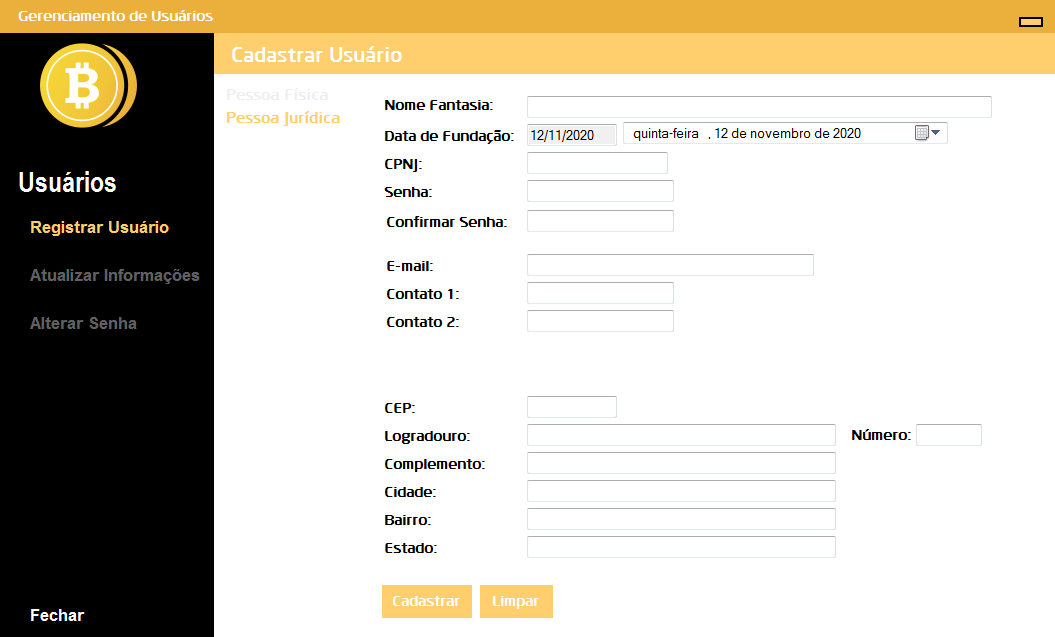 Gerenciamento de Usuários
Cadastrar Usuário
Usuários
Registrar Usuário
Atualizar Informações
Alterar Senha
Fechar
Pessoa Física
Pessoa Jurídica
Nome Fantasia:
Data de Fundação: 12/11/2020 quinta-feira , 12 de novembro de 2020
CPNJ:
Senha:
Confirmar Senha:
E-mail:
Contato 1:
Contato 2:
CEP:
Logradouro: Número:
Complemento:
Cidade:
Bairro:
Estado:
Cadastrar Limpar